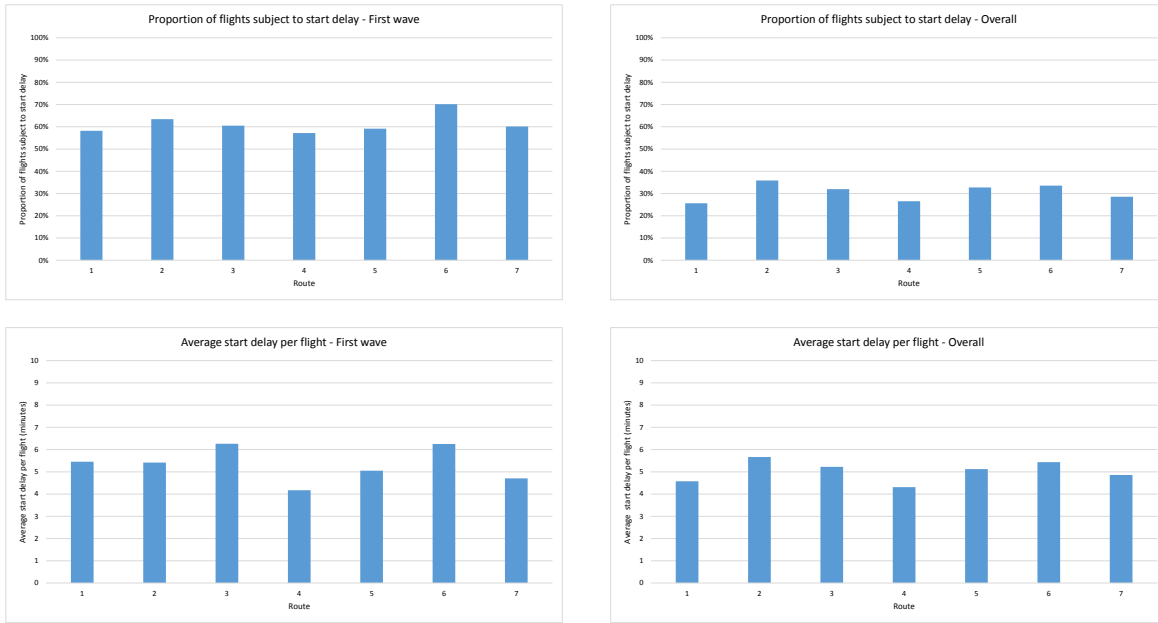 Proportion of flights subject to start delay - First wave
Proportion of flights subject to start delay
100%
90%
80%
70%
60%
50%
40%
30%
20%
10%
0%
1 2 3 4 5 6 7
Route
Proportion of flights subject to start delay - Overall
Proportion of flights subject to start delay
100%
90%
80%
70%
60%
50%
40%
30%
20%
10%
0%
1 2 3 4 5 6 7
Route
Average start delay per flight - First wave
Average start delay per flight (minutes)
10
9
8
7
6
5
4
3
2
1
0
1 2 3 4 5 6 7
Route
Average start delay per flight - Overall
Average start delay per flight (minutes)
10
9
8
7
6
5
4
3
2
1
0
1 2 3 4 5 6 7
Route